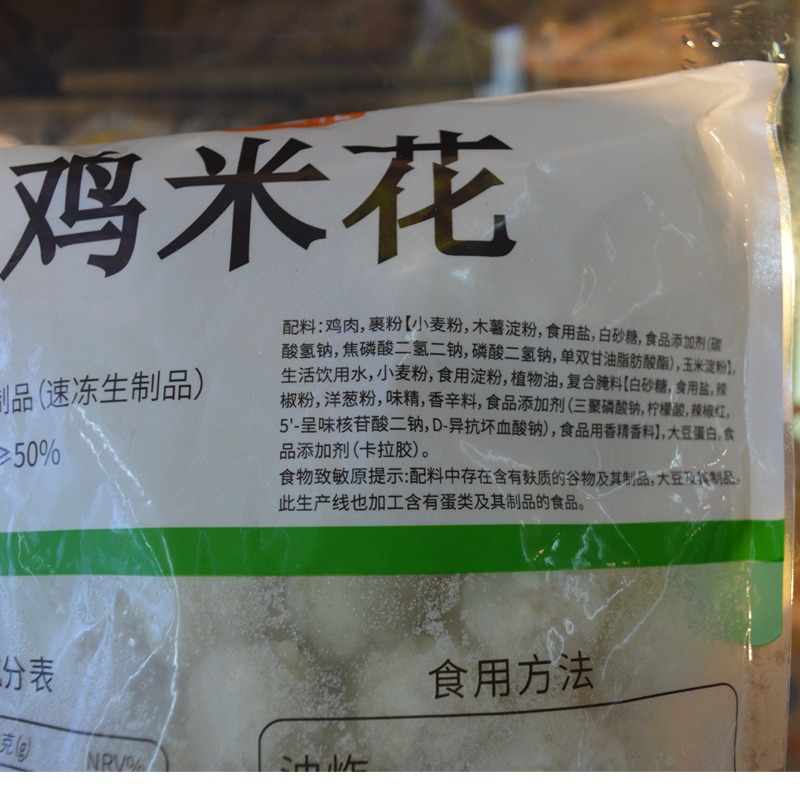 鸡米花
配料：鸡肉，裹粉【小麦粉，木薯淀粉，食用盐，白砂糖，食品添加剂（碳
酸氢钠，焦磷酸二氢二钠，磷酸二氢钠，单双甘油脂肪酸酯），玉米淀粉】，
生活饮用水，小麦粉，食用淀粉，植物油，复合腌料【白砂糖，食用盐，辣
椒粉，洋葱粉，味精，香辛料，食品添加剂（三聚磷酸钠，柠檬酸，辣椒红，
5'-呈味核苷酸二钠，D-异抗坏血酸钠），食品用香精香料】，大豆蛋白，食
品添加剂（卡拉胶）。
食物致敏原提示：配料中存在含有麸质的谷物及其制品，大豆及其制品。
此生产线也加工含有蛋类及其制品的食品。
制品（速冻生制品）
≥50%
分表
克(g)
NRV%
食用方法
油炸